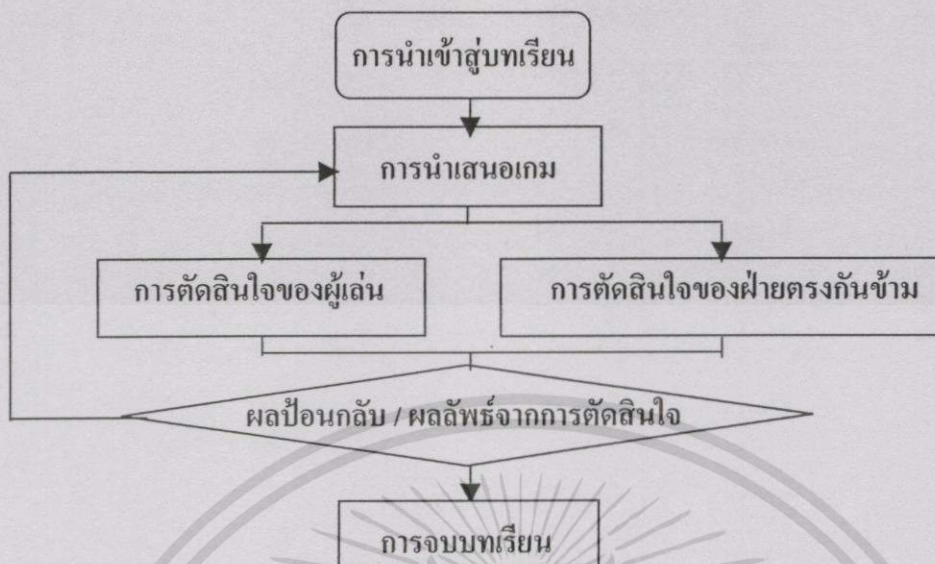 การนำเข้าสู่บทเรียน
การนำเสนอเกม
การตัดสินใจของผู้เล่น
การตัดสินใจของฝ่ายตรงกันข้าม
ผลป้อนกลับ / ผลลัพธ์จากการตัดสินใจ
การจบบทเรียน